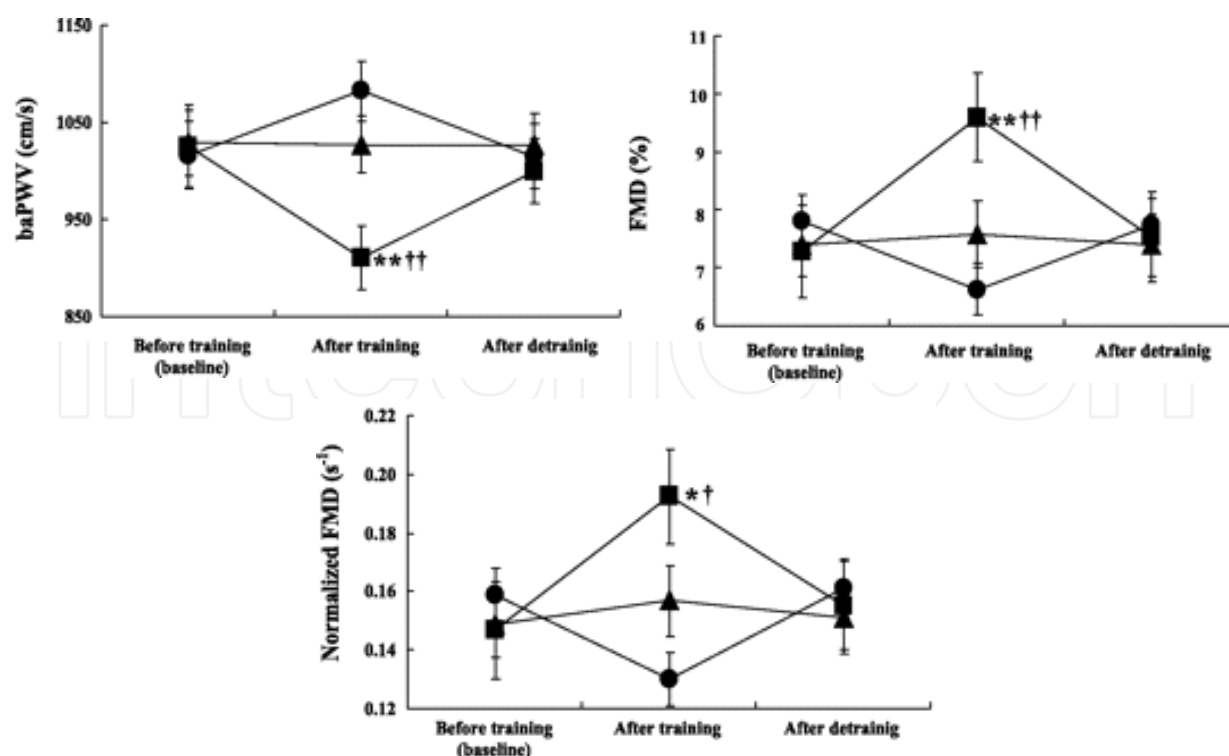 1150
1050
950
850
baPWV (cm/s)
**††
Before training
(baseline)
After training
After detrainig
11
10
9
8
7
6
FMD (%)
**††
Before training
(baseline)
After training
After detrainig
0.22
0.20
0.18
0.16
0.14
0.12
Normalized FMD (s⁻¹)
*†
Before training
(baseline)
After training
After detrainig